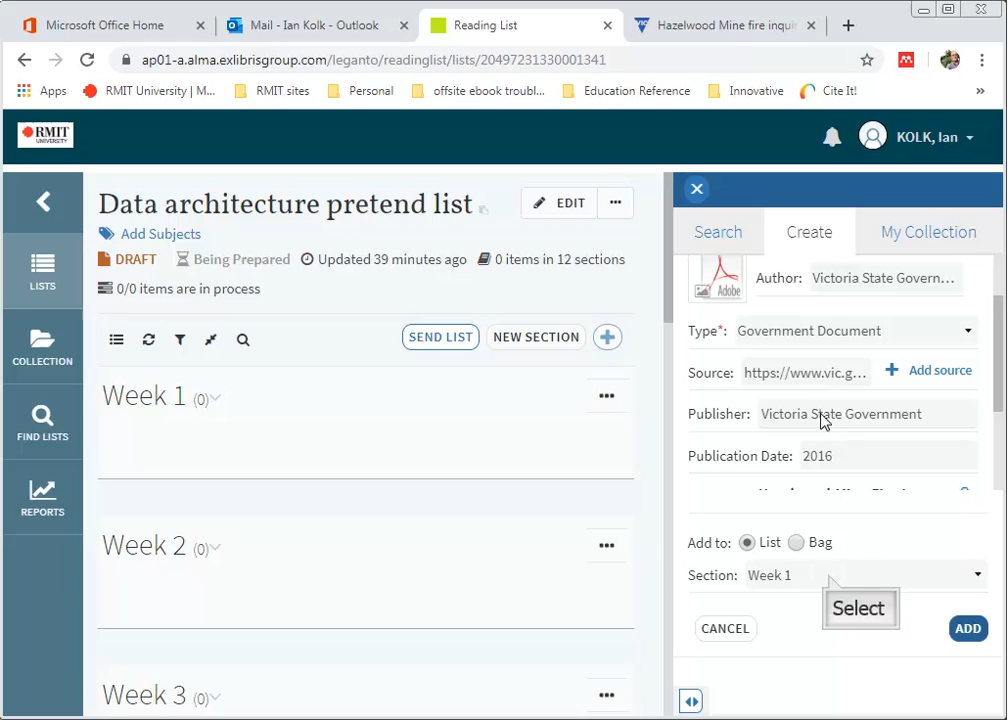 Microsoft Office Home
Mail - Ian Kolk - Outlook
Reading List
Hazelwood Mine fire inqui
ap01-a.alma.exlibrisgroup.com/leganto/readinglist/lists/20497231330001341
Apps
RMIT University | M...
RMIT sites
Personal
offsite ebook troubl...
Education Reference
Innovative
Cite It!
»
RMIT
UNIVERSITY
KOLK, Ian
LISTS
COLLECTION
FIND LISTS
REPORTS
Data architecture pretend list
EDIT
Add Subjects
DRAFT
Being Prepared
Updated 39 minutes ago
0 items in 12 sections
0/0 items are in process
SEND LIST
NEW SECTION
Week 1 (0)
Week 2 (0)
Week 3 (0)
Search
Create
My Collection
Adobe
Author: Victoria State Govern...
Type*: Government Document
Source: https://www.vic.g...
Add source
Publisher: Victoria State Government
Publication Date: 2016
Add to: List Bag
Section: Week 1
Select
CANCEL
ADD